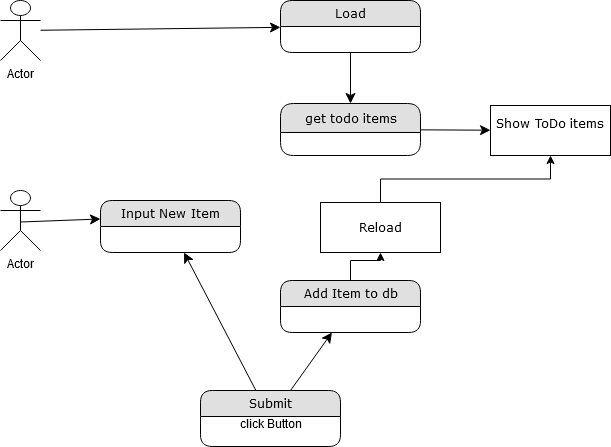 Load
Actor
get todo items
Show ToDo items
Input New Item
Reload
Actor
Add Item to db
Submit
click Button